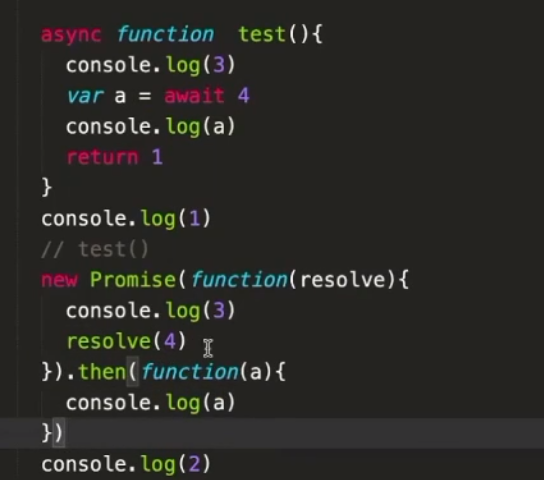 async function  test(){
  console.log(3)
  var a = await 4
  console.log(a)
  return 1
}
console.log(1)
// test()
new Promise(function(resolve){
  console.log(3)
  resolve(4)
}).then(function(a){
  console.log(a)
})
console.log(2)